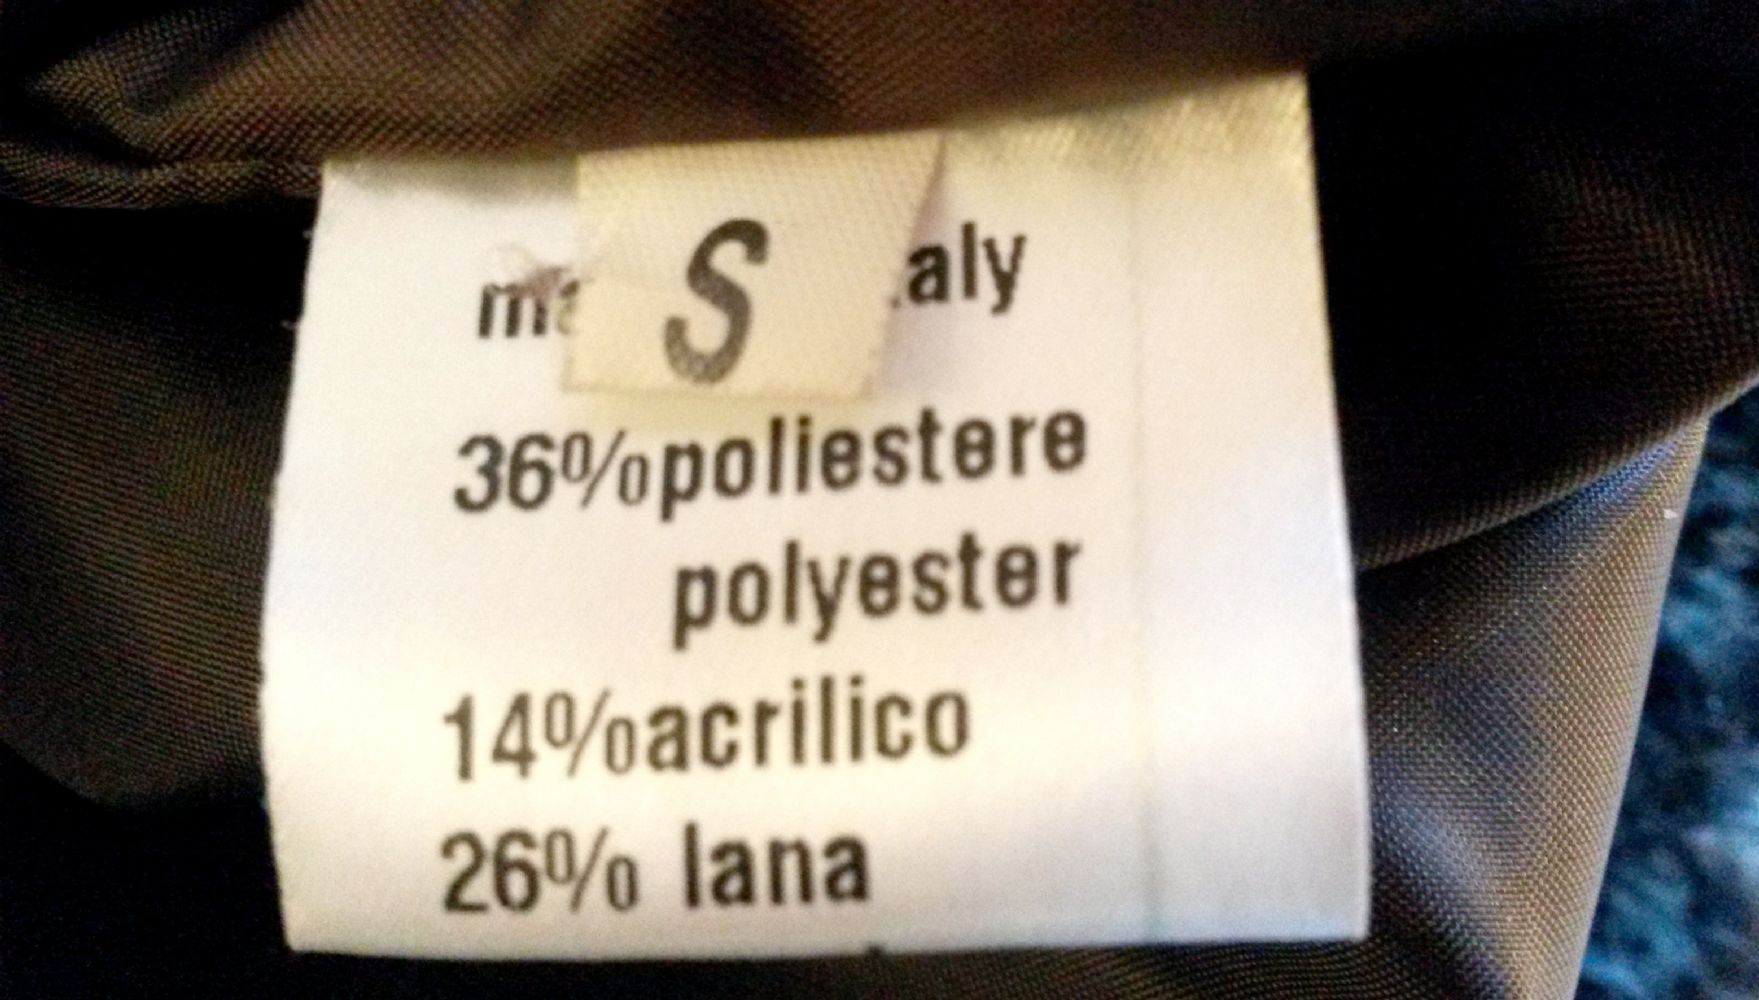 S
36%poliestere
polyester
14%acrilico
26% lana